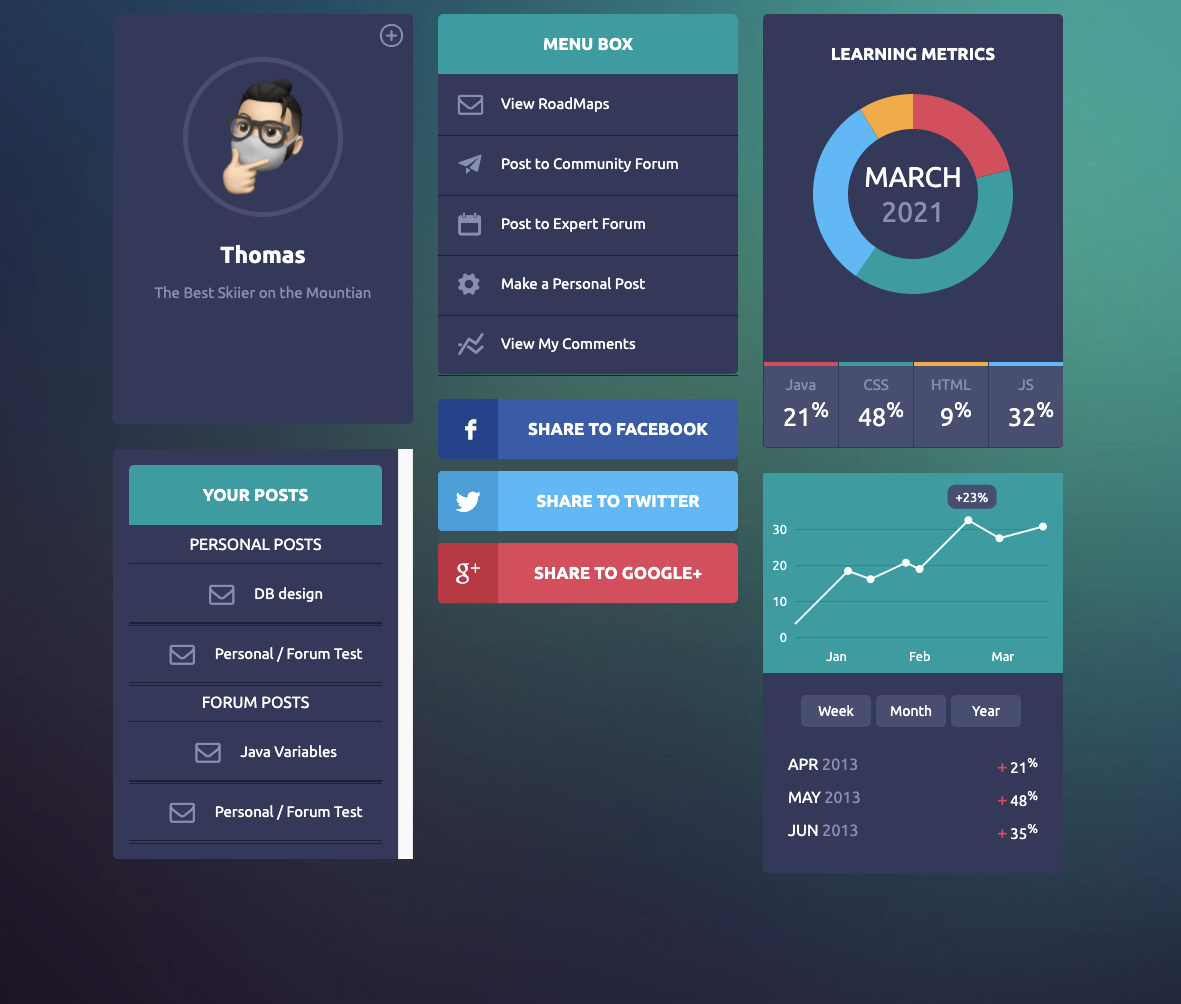 Thomas
The Best Skiier on the Mountian
YOUR POSTS
PERSONAL POSTS
DB design
Personal / Forum Test
FORUM POSTS
Java Variables
Personal / Forum Test
MENU BOX
View RoadMaps
Post to Community Forum
Post to Expert Forum
Make a Personal Post
View My Comments
f SHARE TO FACEBOOK
SHARE TO TWITTER
g+ SHARE TO GOOGLE+
LEARNING METRICS
MARCH
2021
Java CSS HTML JS
21% 48% 9% 32%
+23%
30
20
10
0
Jan Feb Mar
Week Month Year
APR 2013 +21%
MAY 2013 +48%
JUN 2013 +35%